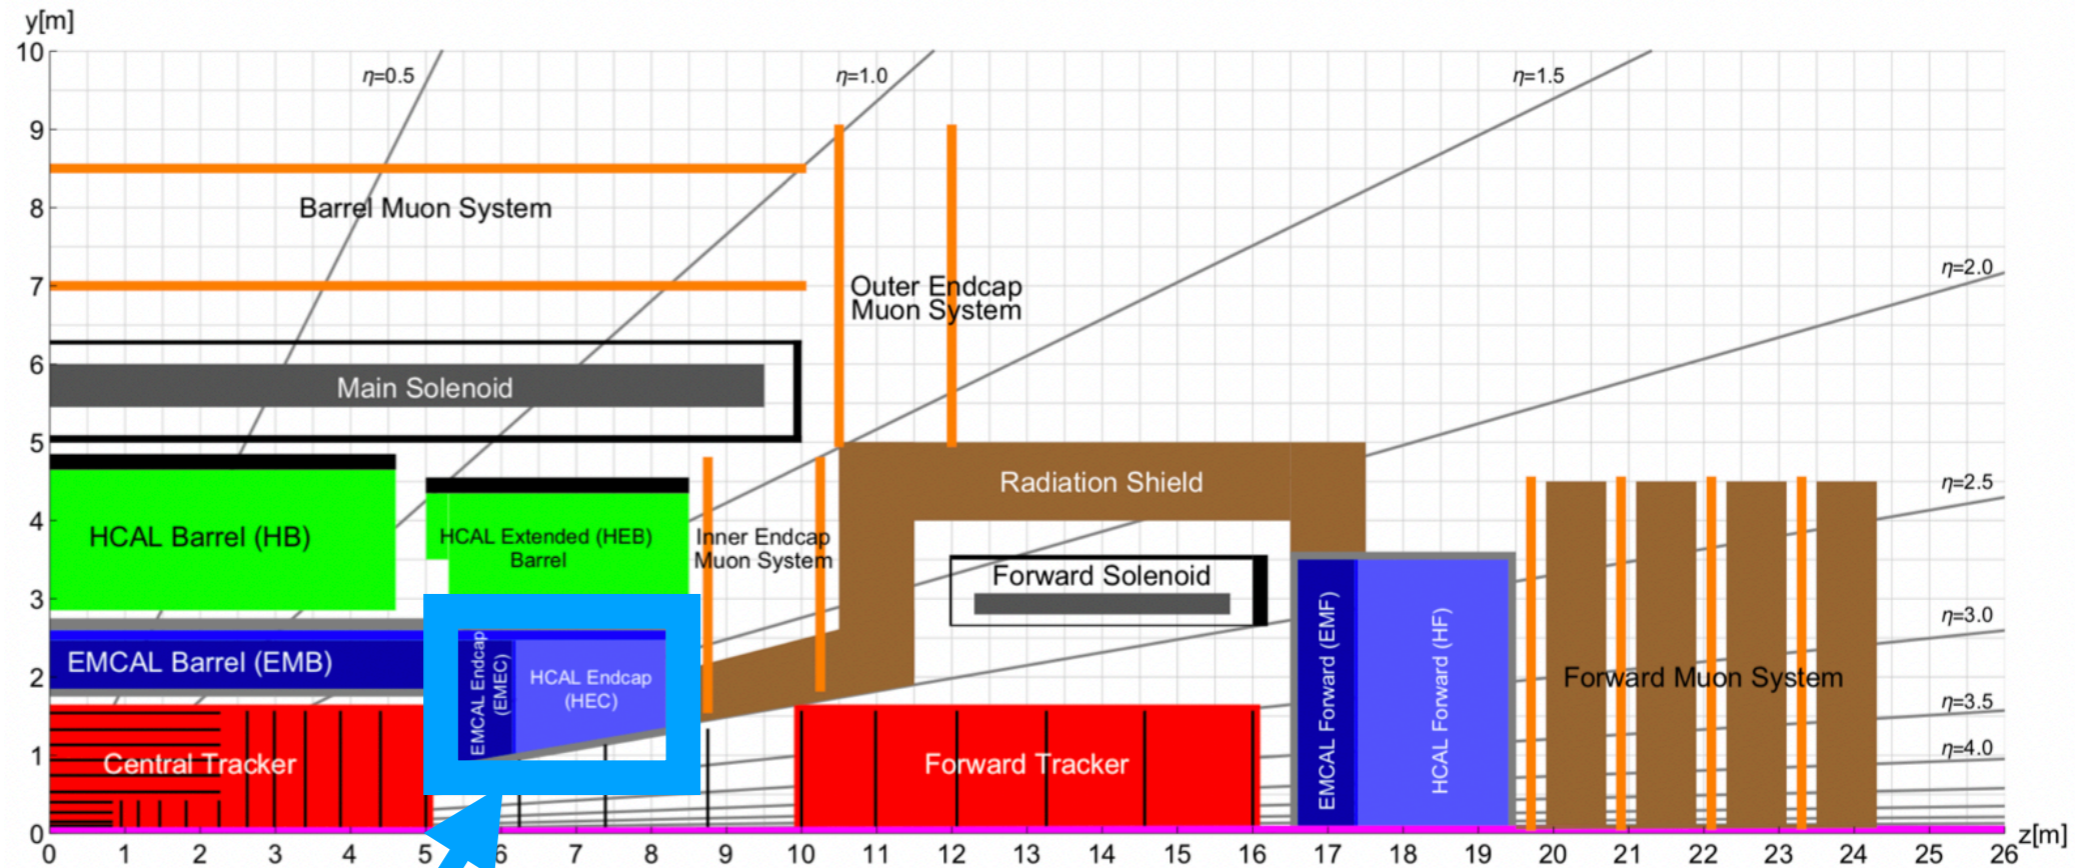 y[m]
10
9
8
7
6
5
4
3
2
1
0
η=0.5
η=1.0
η=1.5
η=2.0
η=2.5
η=3.0
η=3.5
η=4.0
Barrel Muon System
Outer Endcap
Muon System
Main Solenoid
Radiation Shield
HCAL Barrel (HB)
HCAL Extended (HEB)
Barrel
Inner Endcap
Muon System
Forward Solenoid
EMCAL Barrel (EMB)
EMCAL Endcap
(EMEC)
HCAL Endcap
(HEC)
EMCAL Forward (EMF)
HCAL Forward (HF)
Forward Muon System
Central Tracker
Forward Tracker
0 1 2 3 4 5 6 7 8 9 10 11 12 13 14 15 16 17 18 19 20 21 22 23 24 25 26
z[m]